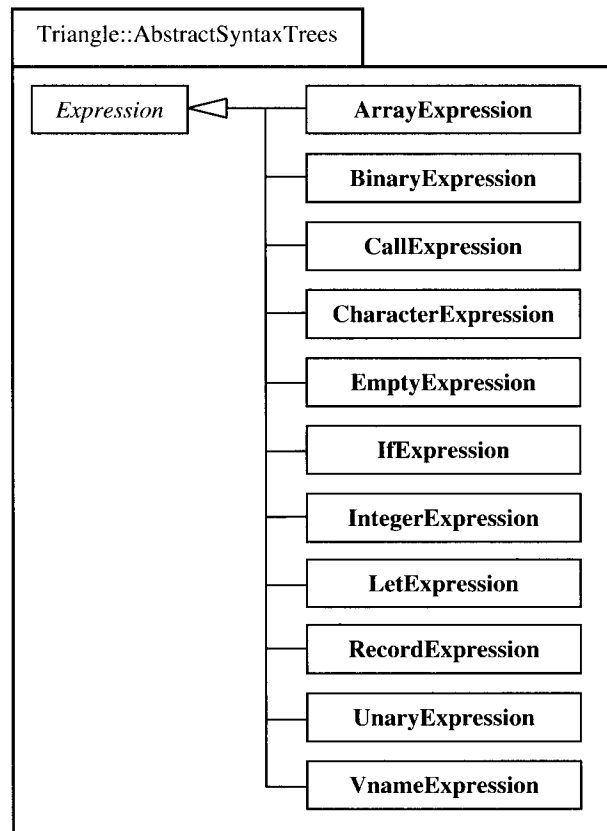 Triangle::AbstractSyntaxTrees
Expression
ArrayExpression
BinaryExpression
CallExpression
CharacterExpression
EmptyExpression
IfExpression
IntegerExpression
LetExpression
RecordExpression
UnaryExpression
VnameExpression